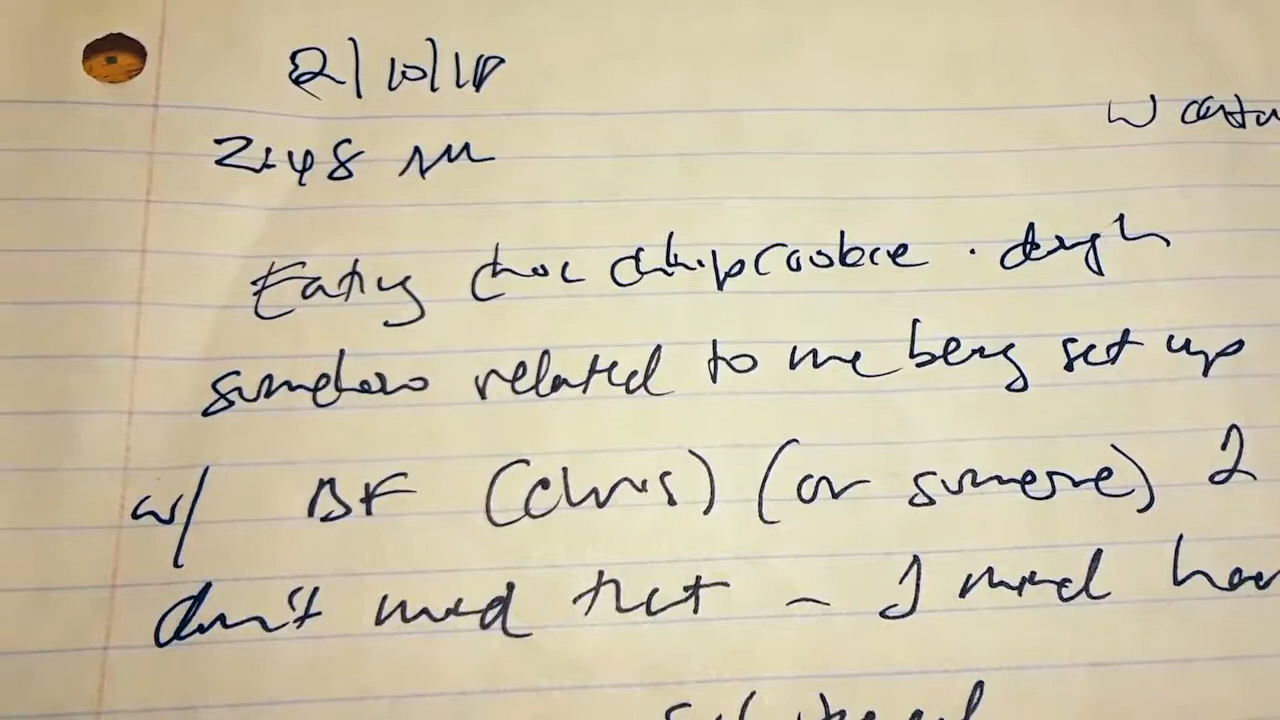 2/10/18
2:48 AM
Eating choc chip cookie dough
somehow related to me being set up
w/ BF (Chris) (or someone) I
don't mind that – I mind how